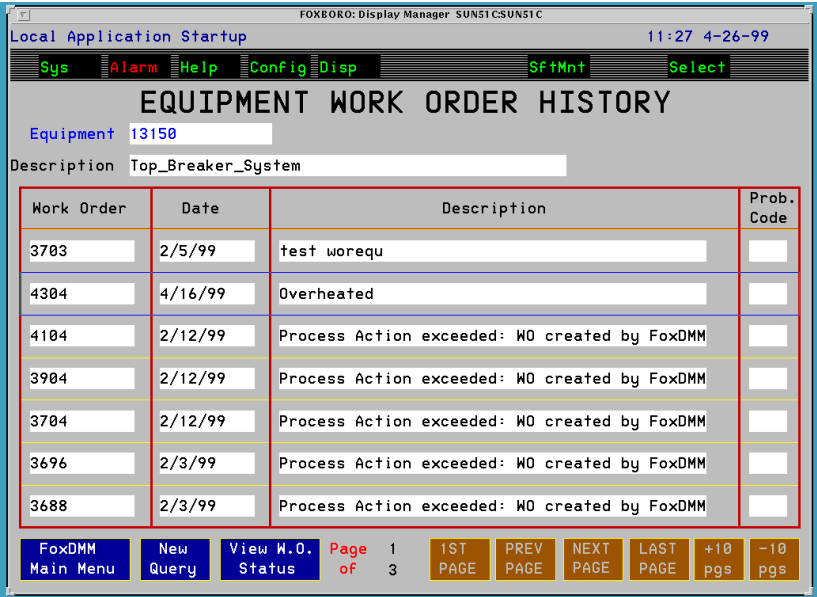 FOXBORO: Display Manager SUN51C:SUN51C
Local Application Startup 11:27 4-26-99
Sys Alarm Help Config Disp SftMnt Select
EQUIPMENT WORK ORDER HISTORY
Equipment 13150
Description Top_Breaker_System
Work Order Date Description Prob. Code
3703 2/5/99 test worequ
4304 4/16/99 Overheated
4104 2/12/99 Process Action exceeded: WO created by FoxDMM
3904 2/12/99 Process Action exceeded: WO created by FoxDMM
3704 2/12/99 Process Action exceeded: WO created by FoxDMM
3696 2/3/99 Process Action exceeded: WO created by FoxDMM
3688 2/3/99 Process Action exceeded: WO created by FoxDMM
FoxDMM New View W.O. Page 1 1ST PREV NEXT LAST +10 -10
Main Menu Query Status of 3 PAGE PAGE PAGE PAGE pgs pgs